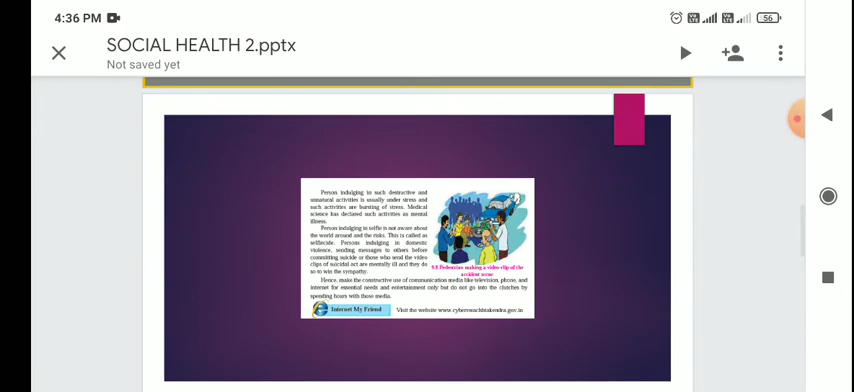 4:36 PM
56
SOCIAL HEALTH 2.pptx
Not saved yet
Person indulging in such destructive and
unnatural activities is usually under stress and
such activities are bursting of stress. Medical
science has declared such activities as mental
illness.
Person indulging in selfie is not aware about
the world around and the risks. This is called as
selfiecide. Persons indulging in domestic
violence, sending messages to others before
committing suicide or those who send the video
clips of suicidal act are mentally ill and they do
so to win the sympathy.
9.8 Pedestrian making a video clip of the
accident scene
Hence, make the constructive use of communication media like television, phone, and
internet for essential needs and entertainment only but do not go into the clutches by
spending hours with those media.
Internet My Friend
Visit the website www.cyberswachhtakendra.gov.in